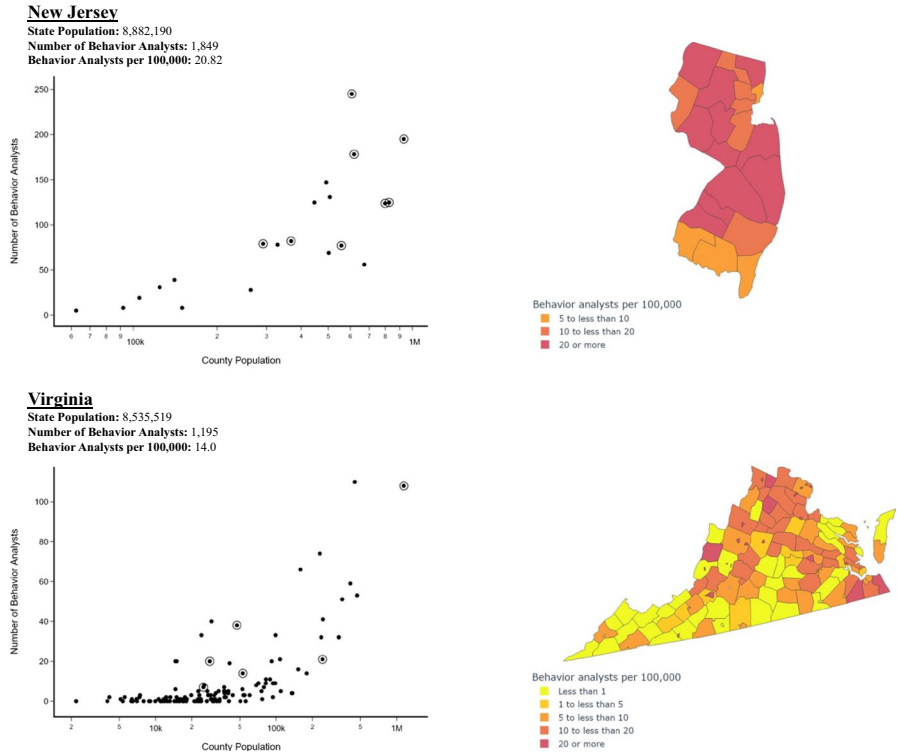 New Jersey
State Population: 8,882,190
Number of Behavior Analysts: 1,849
Behavior Analysts per 100,000: 20.82
250
200
150
100
50
0
Number of Behavior Analysts
6 7 8 9 100k 2 3 4 5 6 7 8 9 1M
County Population
Behavior analysts per 100,000
5 to less than 10
10 to less than 20
20 or more
Virginia
State Population: 8,535,519
Number of Behavior Analysts: 1,195
Behavior Analysts per 100,000: 14.0
100
80
60
40
20
0
Number of Behavior Analysts
2 5 10k 2 5 100k 2 5 1M
County Population
Behavior analysts per 100,000
Less than 1
1 to less than 5
5 to less than 10
10 to less than 20
20 or more